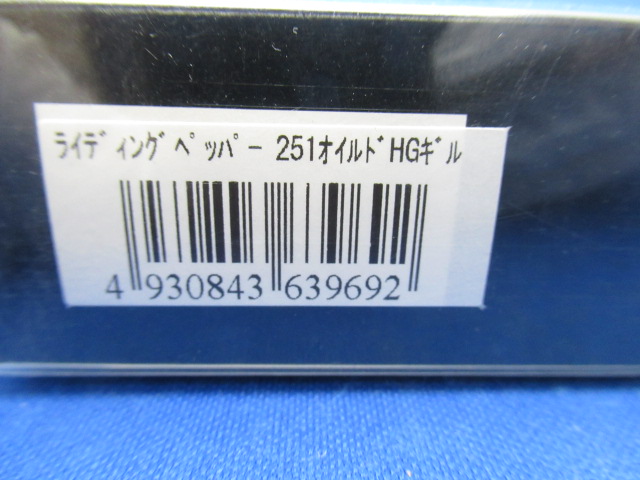 ﾗｲﾃﾞｨﾝｸﾞﾍﾟｯﾊﾟｰ 251ｵｲﾙﾄﾞHGｷﾞﾙ
4 930843 639692